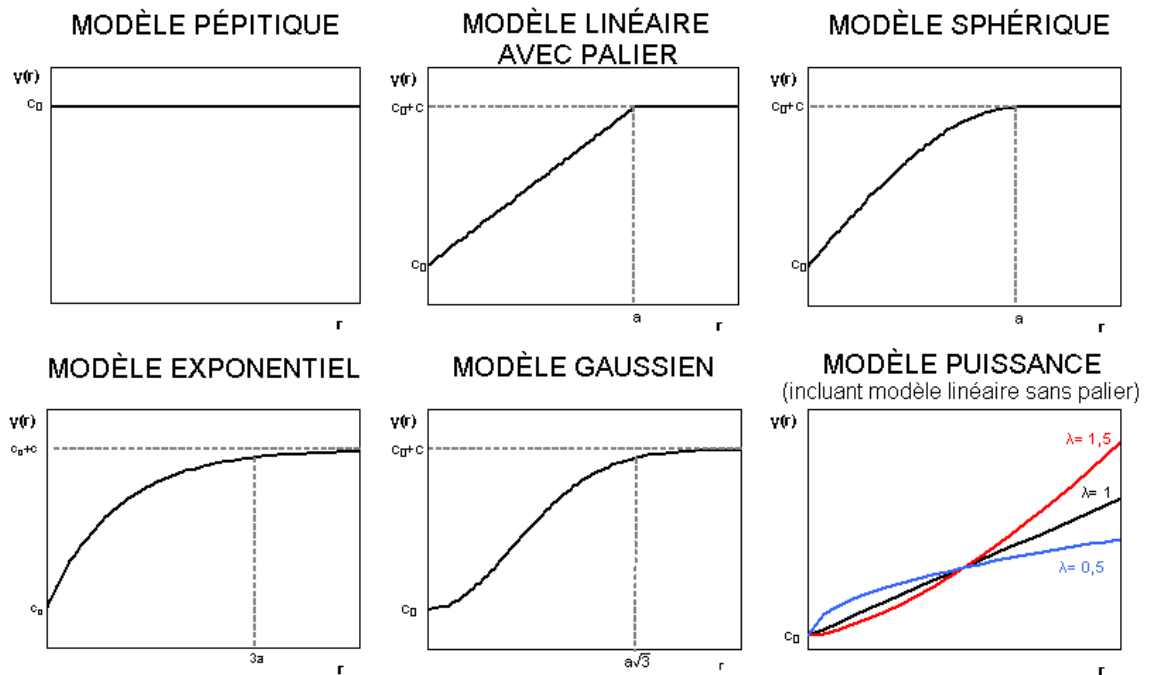 MODÈLE PÉPITIQUE
γ(r)
c₀
r
MODÈLE LINÉAIRE
AVEC PALIER
γ(r)
c₀+c
c₀
a
r
MODÈLE SPHÉRIQUE
γ(r)
c₀+c
c₀
a
r
MODÈLE EXPONENTIEL
γ(r)
c₀+c
c₀
3a
r
MODÈLE GAUSSIEN
γ(r)
c₀+c
c₀
a√3
r
MODÈLE PUISSANCE
(incluant modèle linéaire sans palier)
γ(r)
λ= 1,5
λ= 1
λ= 0,5
c₀
r